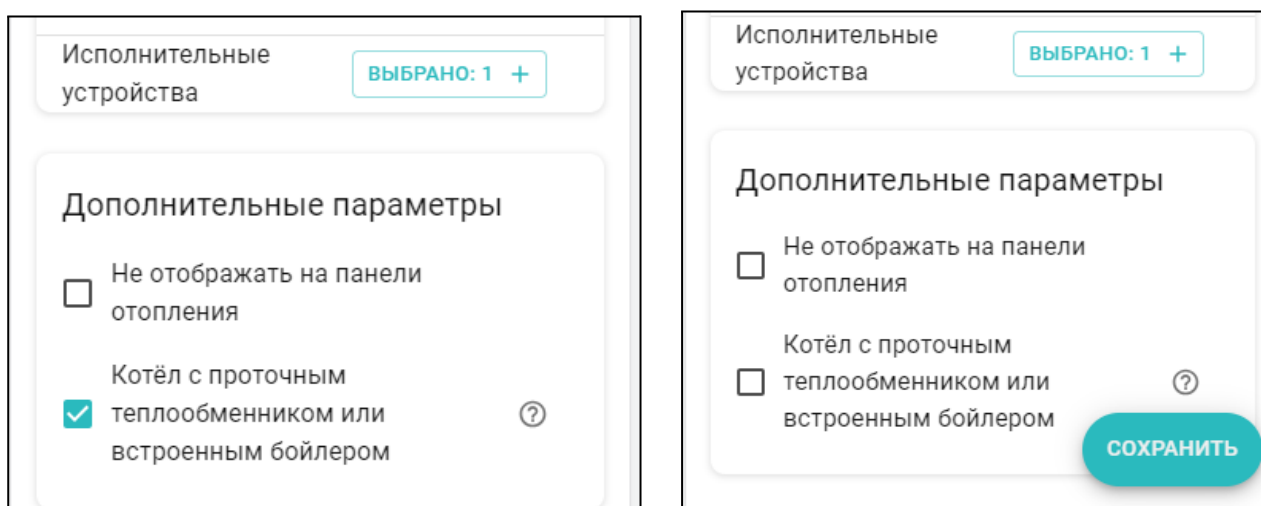 Исполнительные
устройства
ВЫБРАНО: 1 +
Дополнительные параметры
Не отображать на панели
отопления
Котёл с проточным
теплообменником или
встроенным бойлером
?
Исполнительные
устройства
ВЫБРАНО: 1 +
Дополнительные параметры
Не отображать на панели
отопления
Котёл с проточным
теплообменником или
встроенным бойлером
?
СОХРАНИТЬ